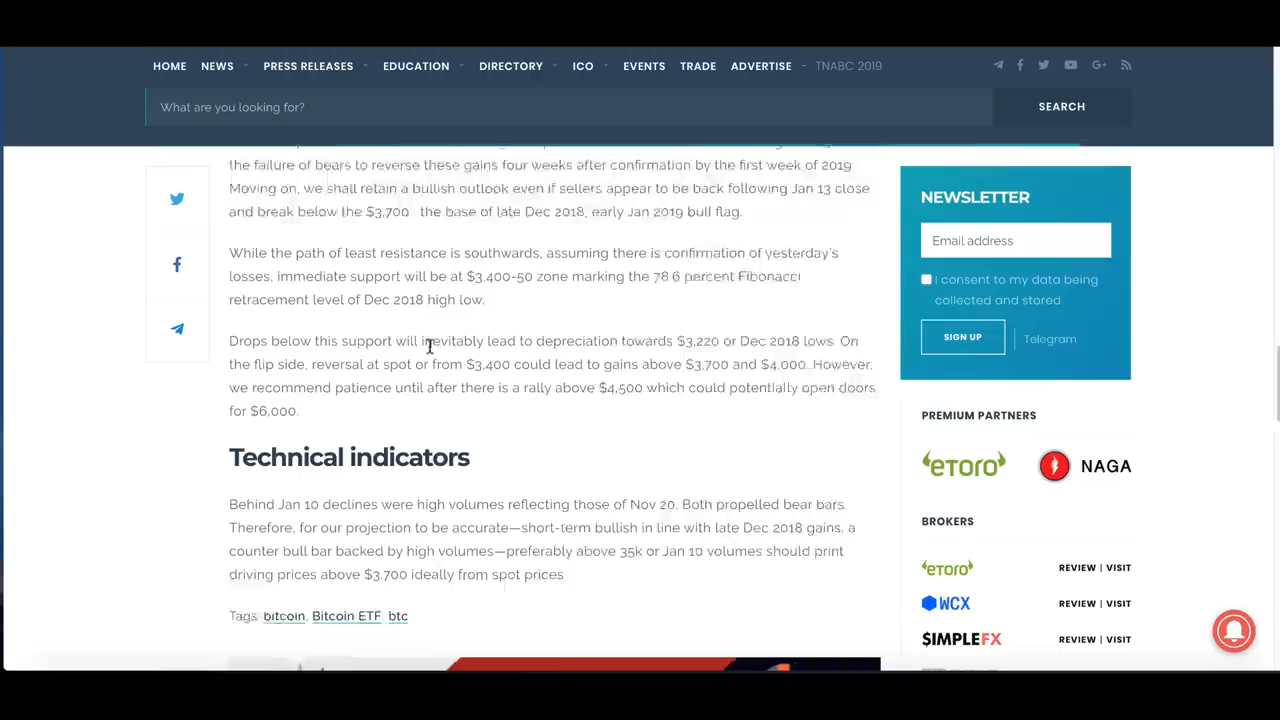 HOME NEWS PRESS RELEASES EDUCATION DIRECTORY ICO EVENTS TRADE ADVERTISE – TNABC 2019
What are you looking for?
SEARCH
the failure of bears to reverse these gains four weeks after confirmation by the first week of 2019
Moving on, we shall retain a bullish outlook even if sellers appear to be back following Jan 13 close
and break below the $3,700 the base of late Dec 2018, early Jan 2019 bull flag.
While the path of least resistance is southwards, assuming there is confirmation of yesterday's
losses, immediate support will be at $3,400-50 zone marking the 78 6 percent Fibonacci
retracement level of Dec 2018 high low.
Drops below this support will inevitably lead to depreciation towards $3,220 or Dec 2018 lows. On
the flip side, reversal at spot or from $3,400 could lead to gains above $3,700 and $4,000. However,
we recommend patience until after there is a rally above $4,500 which could potentially open doors
for $6,000.
Technical indicators
Behind Jan 10 declines were high volumes reflecting those of Nov 20. Both propelled bear bars.
Therefore, for our projection to be accurate—short-term bullish in line with late Dec 2018 gains, a
counter bull bar backed by high volumes—preferably above 35k or Jan 10 volumes should print
driving prices above $3,700 ideally from spot prices
Tags: bitcoin, Bitcoin ETF, btc
NEWSLETTER
Email address
I consent to my data being
collected and stored
SIGN UP
Telegram
PREMIUM PARTNERS
eToro
NAGA
BROKERS
eToro REVIEW | VISIT
WCX REVIEW | VISIT
$IMPLEFX REVIEW | VISIT